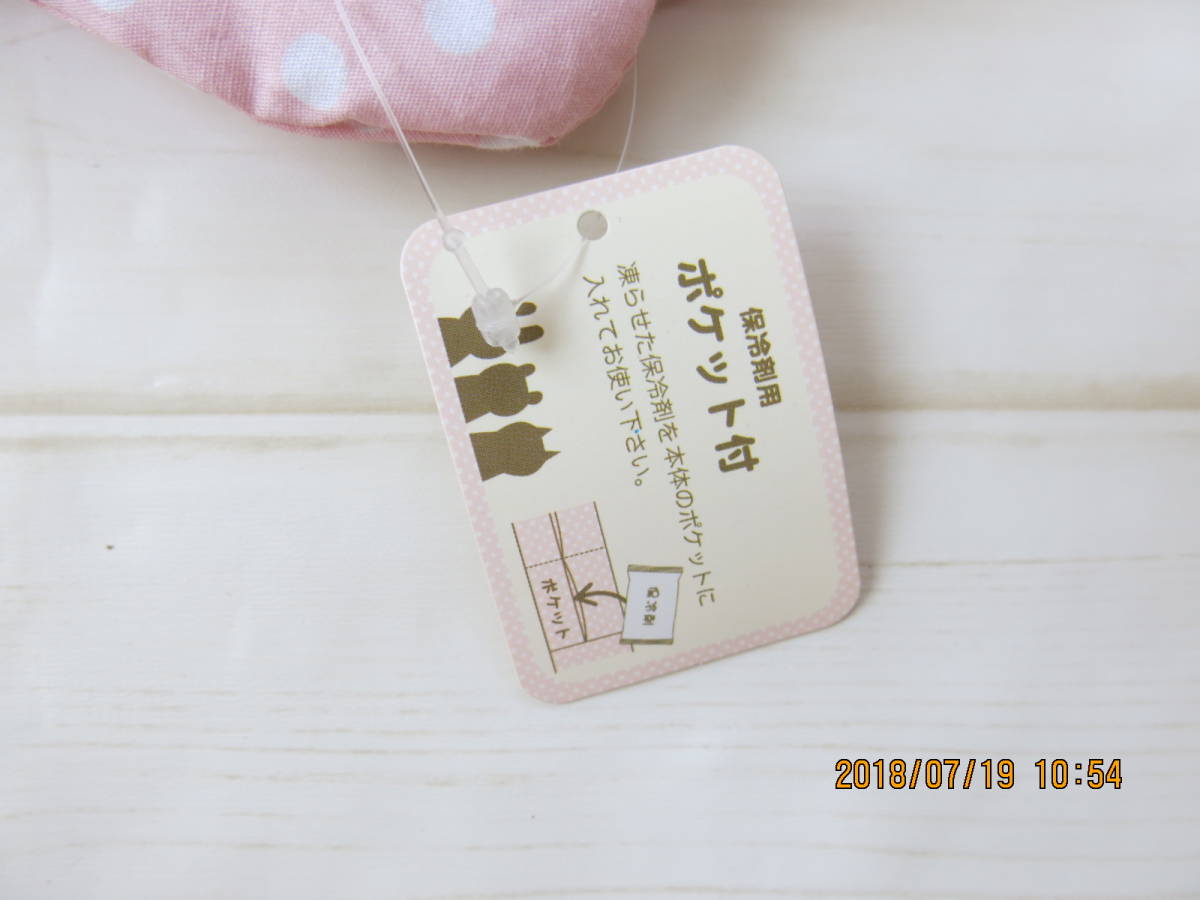 保冷剤用
ポケット付
凍らせた保冷剤を本体のポケットに
入れてお使い下さい。
保冷剤
ポケット
2018/07/19 10:54